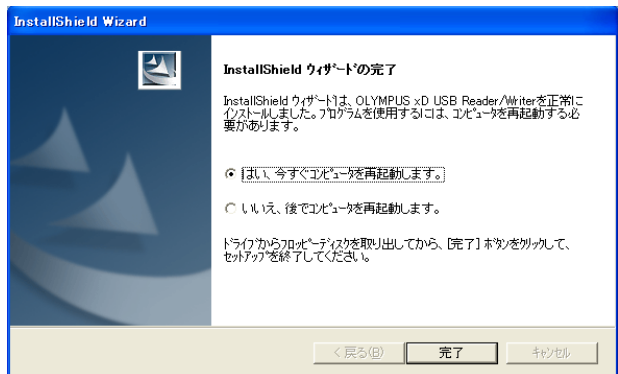 InstallShield Wizard
InstallShield ｳｨｻﾞｰﾄﾞの完了
InstallShield ｳｨｻﾞｰﾄﾞは、OLYMPUS xD USB Reader/Writerを正常に
ｲﾝｽﾄｰﾙしました。ﾌﾟﾛｸﾞﾗﾑを使用するには、ｺﾝﾋﾟｭｰﾀを再起動する必
要があります。
はい、今すぐｺﾝﾋﾟｭｰﾀを再起動します。
いいえ、後でｺﾝﾋﾟｭｰﾀを再起動します。
ﾄﾞﾗｲﾌﾞからﾌﾛｯﾋﾟｰﾃﾞｨｽｸを取り出してから、[完了] ﾎﾞﾀﾝをｸﾘｯｸして、
ｾｯﾄｱｯﾌﾟを終了してください。
< 戻る(B)
完了
ｷｬﾝｾﾙ